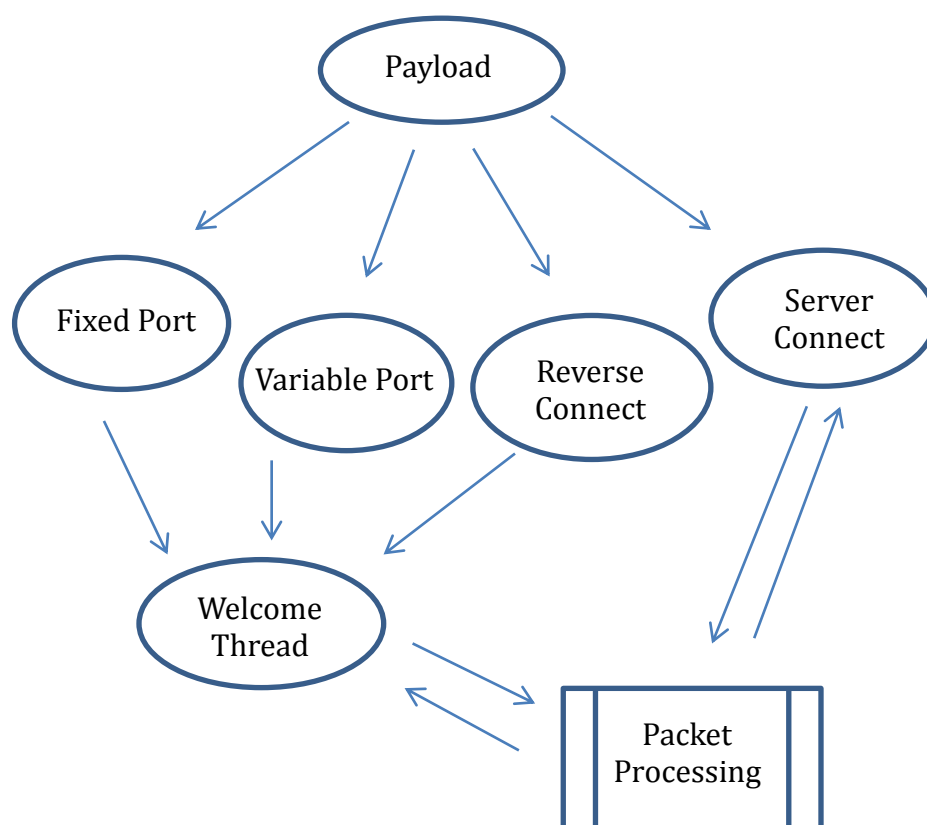 Payload
Fixed Port
Variable Port
Reverse
Connect
Server
Connect
Welcome
Thread
Packet
Processing